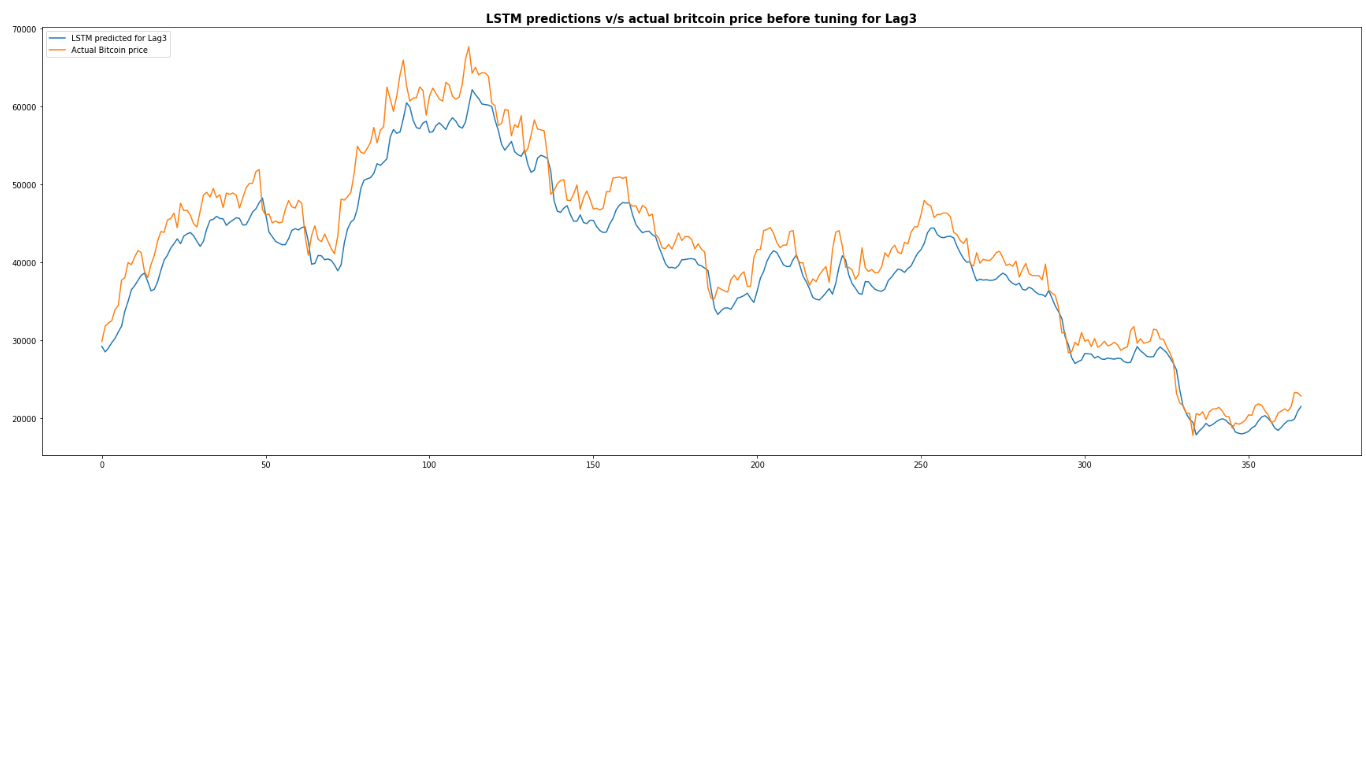 LSTM predictions v/s actual britcoin price before tuning for Lag3
70000
LSTM predicted for Lag3
Actual Bitcoin price
60000
50000
40000
30000
20000
0 50 100 150 200 250 300 350